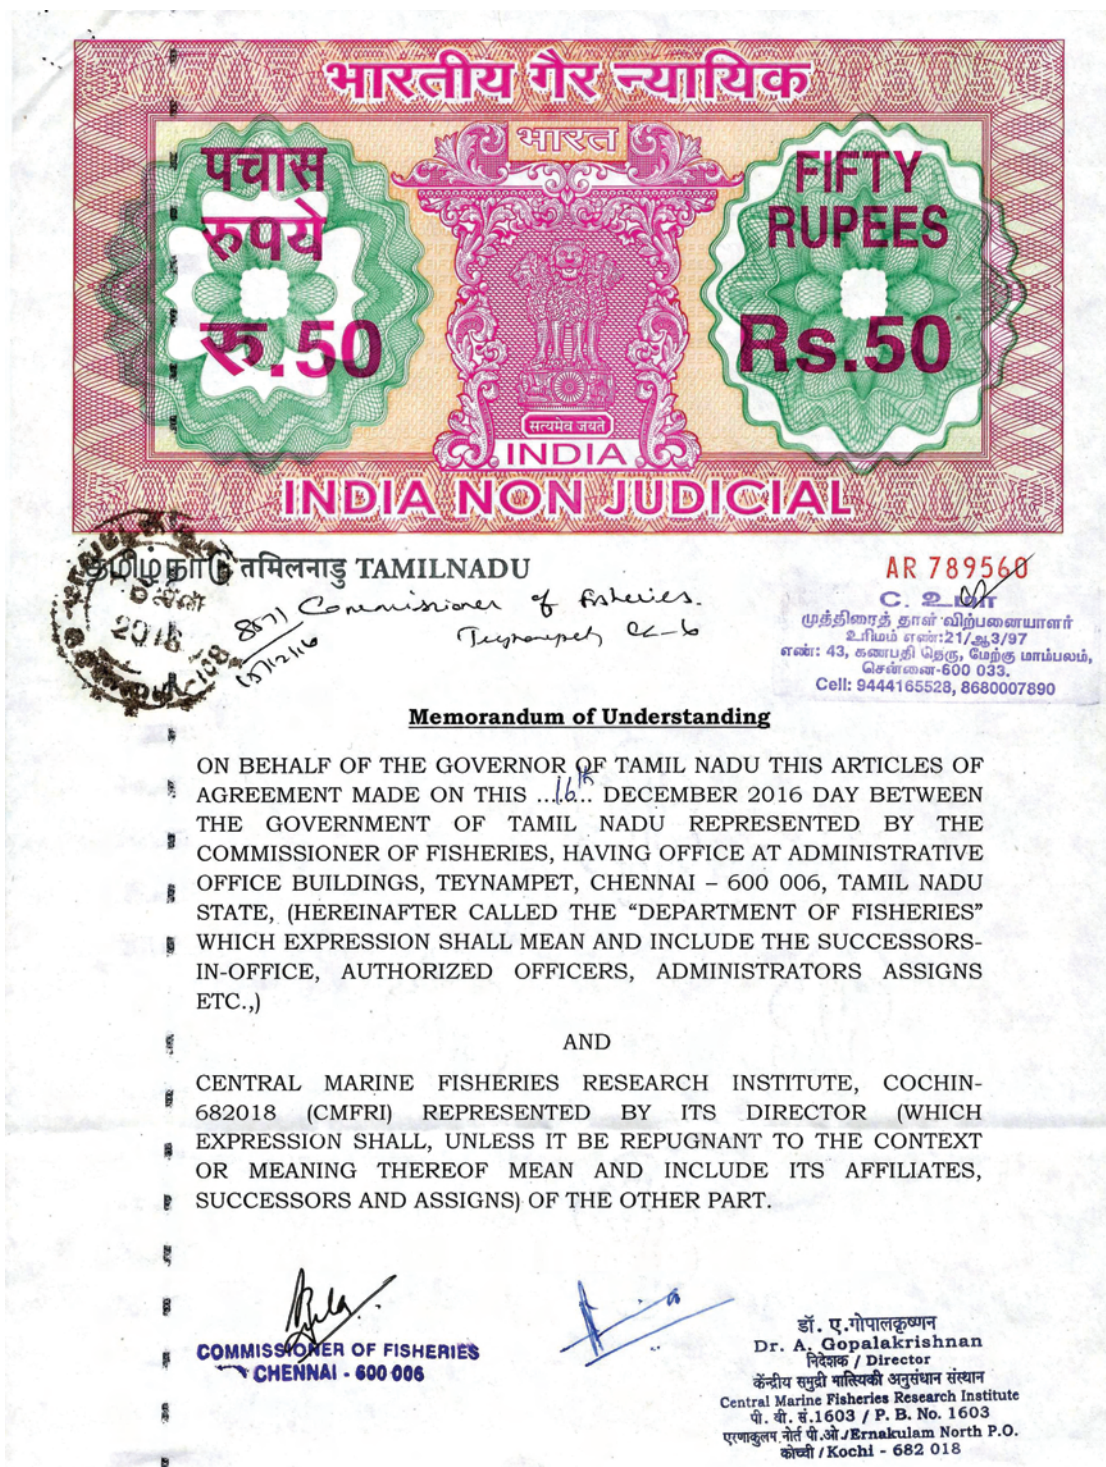 भारतीय गैर न्यायिक
भारत
पचास
रुपये
रु.50
FIFTY
RUPEES
Rs.50
सत्यमेव जयते
INDIA
INDIA NON JUDICIAL
தமிழ்நாடு तमिलनाडु TAMILNADU
AR 789560
8571 Commissioner of Fisheries.
15/12/16 Teynampet, Ch-6
C. உமா
முத்திரைத் தாள் விற்பனையாளர்
உரிமம் எண்:21/ஆ3/97
எண்: 43, கணபதி தெரு, மேற்கு மாம்பலம்,
சென்னை-600 033.
Cell: 9444165528, 8680007890
Memorandum of Understanding
ON BEHALF OF THE GOVERNOR OF TAMIL NADU THIS ARTICLES OF
AGREEMENT MADE ON THIS ...16th... DECEMBER 2016 DAY BETWEEN
THE GOVERNMENT OF TAMIL NADU REPRESENTED BY THE
COMMISSIONER OF FISHERIES, HAVING OFFICE AT ADMINISTRATIVE
OFFICE BUILDINGS, TEYNAMPET, CHENNAI – 600 006, TAMIL NADU
STATE, (HEREINAFTER CALLED THE “DEPARTMENT OF FISHERIES”
WHICH EXPRESSION SHALL MEAN AND INCLUDE THE SUCCESSORS-
IN-OFFICE, AUTHORIZED OFFICERS, ADMINISTRATORS ASSIGNS
ETC.,)
AND
CENTRAL MARINE FISHERIES RESEARCH INSTITUTE, COCHIN-
682018 (CMFRI) REPRESENTED BY ITS DIRECTOR (WHICH
EXPRESSION SHALL, UNLESS IT BE REPUGNANT TO THE CONTEXT
OR MEANING THEREOF MEAN AND INCLUDE ITS AFFILIATES,
SUCCESSORS AND ASSIGNS) OF THE OTHER PART.
COMMISSIONER OF FISHERIES
CHENNAI - 600 006
डॉ. ए.गोपालकृष्णन
Dr. A. Gopalakrishnan
निदेशक / Director
केंद्रीय समुद्री मात्स्यिकी अनुसंधान संस्थान
Central Marine Fisheries Research Institute
पी. बी. सं.1603 / P. B. No. 1603
एरणाकुलम नोर्त पी.ओ./Ernakulam North P.O.
कोच्ची / Kochi - 682 018